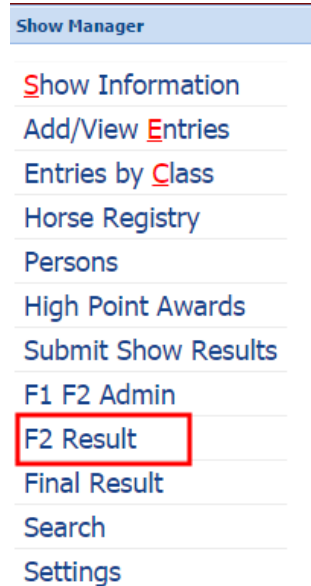 Show Manager
Show Information
Add/View Entries
Entries by Class
Horse Registry
Persons
High Point Awards
Submit Show Results
F1 F2 Admin
F2 Result
Final Result
Search
Settings